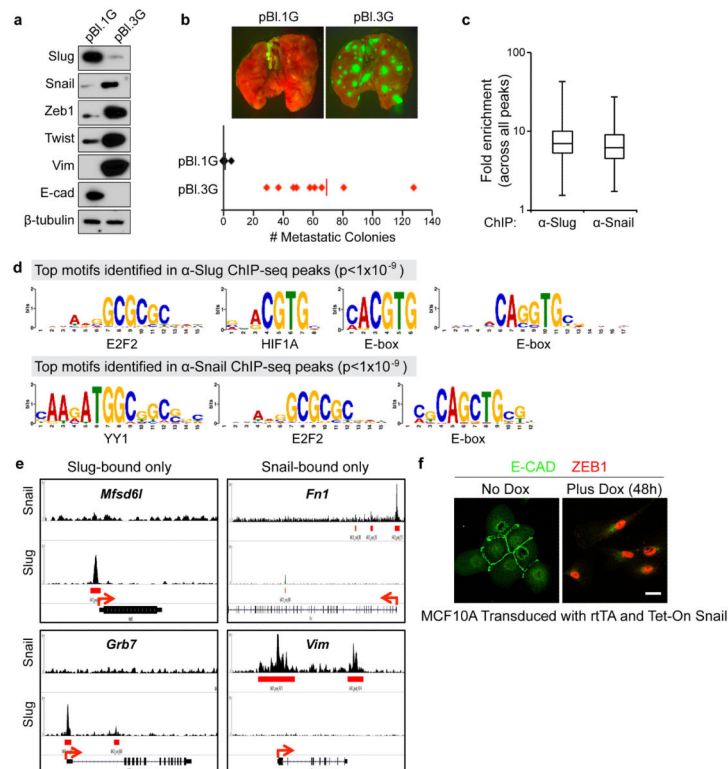 a
pBl.1G pBl.3G
Slug
Snail
Zeb1
Twist
Vim
E-cad
β-tubulin
b
pBl.1G pBl.3G
pBl.1G
pBl.3G
0 20 40 60 80 100 120 140
# Metastatic Colonies
c
Fold enrichment
(across all peaks)
100
10
1
ChIP: α-Slug α-Snail
d
Top motifs identified in α-Slug ChIP-seq peaks (p<1x10⁻⁹ )
E2F2 HIF1A E-box E-box
Top motifs identified in α-Snail ChIP-seq peaks (p<1x10⁻⁹)
YY1 E2F2 E-box
e
Slug-bound only Snail-bound only
Snail
Slug
Mfsd6l Fn1
Snail
Slug
Grb7 Vim
f
E-CAD ZEB1
No Dox Plus Dox (48h)
MCF10A Transduced with rtTA and Tet-On Snail